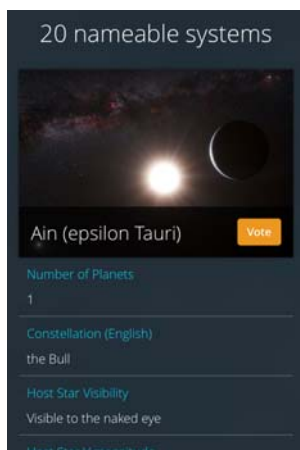 20 nameable systems
Ain (epsilon Tauri)
Vote
Number of Planets
1
Constellation (English)
the Bull
Host Star Visibility
Visible to the naked eye